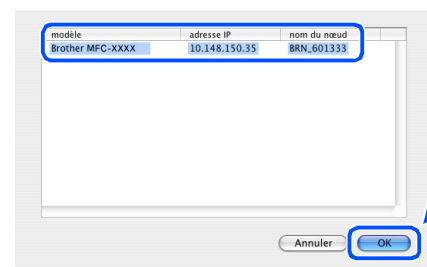 modèle adresse IP nom du nœud
Brother MFC-XXXX 10.148.150.35 BRN_601333
Annuler OK